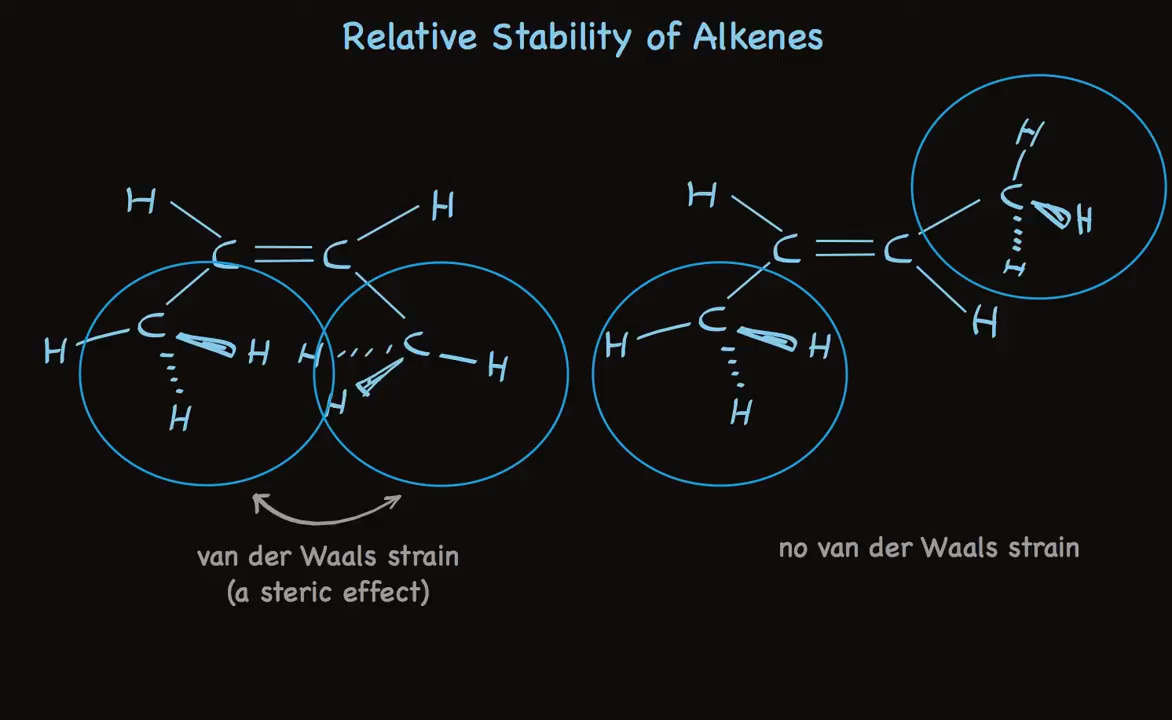 Relative Stability of Alkenes
H H H H
H
C C C C
H
H
C H H C H
H C H H C H
H H H
van der Waals strain
(a steric effect)
no van der Waals strain